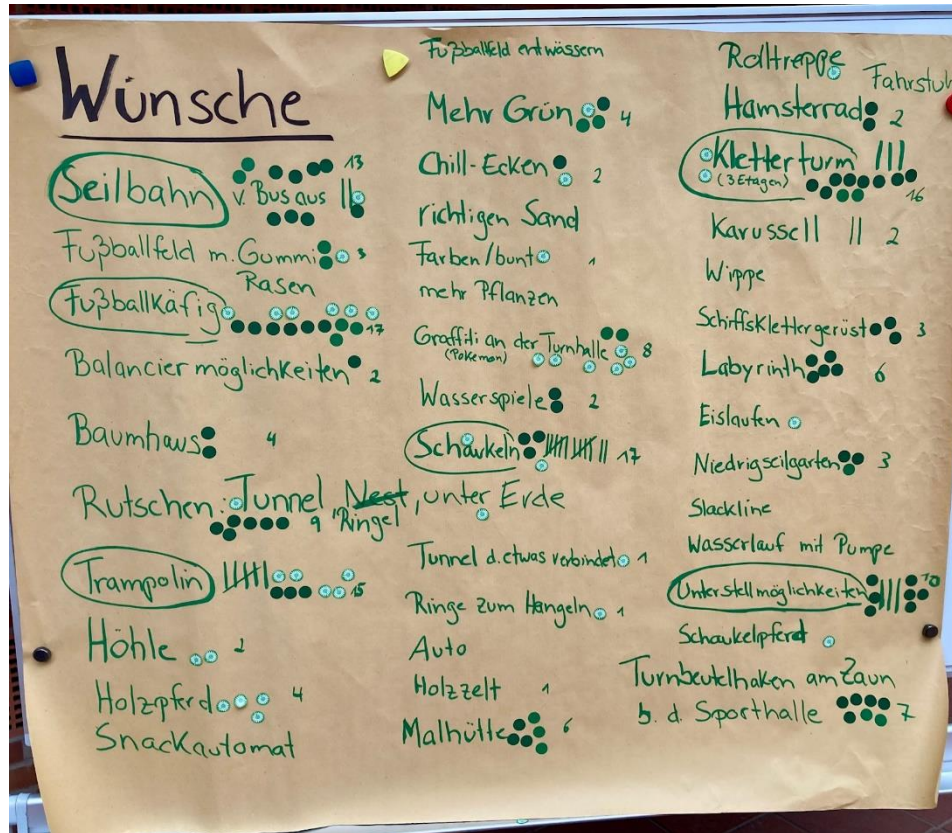 Wünsche
Seilbahn v. Bus aus || 13
Fußballfeld m. Gummi 3
Rasen
Fußballkäfig 17
Balancier möglichkeiten 2
Baumhaus 4
Rutschen: Tunnel, Nest, unter Erde
9 Ringel
Trampolin 15
Höhle 2
Holzpferd 4
Snackautomat
Fußballfeld entwässern
Mehr Grün 4
Chill-Ecken 2
richtigen Sand
Farben/bunt 1
mehr Pflanzen
Graffiti an der Turnhalle 8
(Pokemon)
Wasserspiele 2
Schaukeln 17
Tunnel d. etwas verbindet 1
Ringe zum Hangeln 1
Auto
Holzzelt 1
Malhütte 6
Rolltreppe
Fahrstuh
Hamsterrad 2
Kletterturm |||
(3 Etagen) 16
Karussell || 2
Wippe
Schiffsklettergerüst 3
Labyrinth 6
Eislaufen
Niedrigseilgarten 3
Slackline
Wasserlauf mit Pumpe
Unterstellmöglichkeiten ||| 10
Schaukelpferd
Turnbeutelhaken am Zaun
b. d. Sporthalle 7